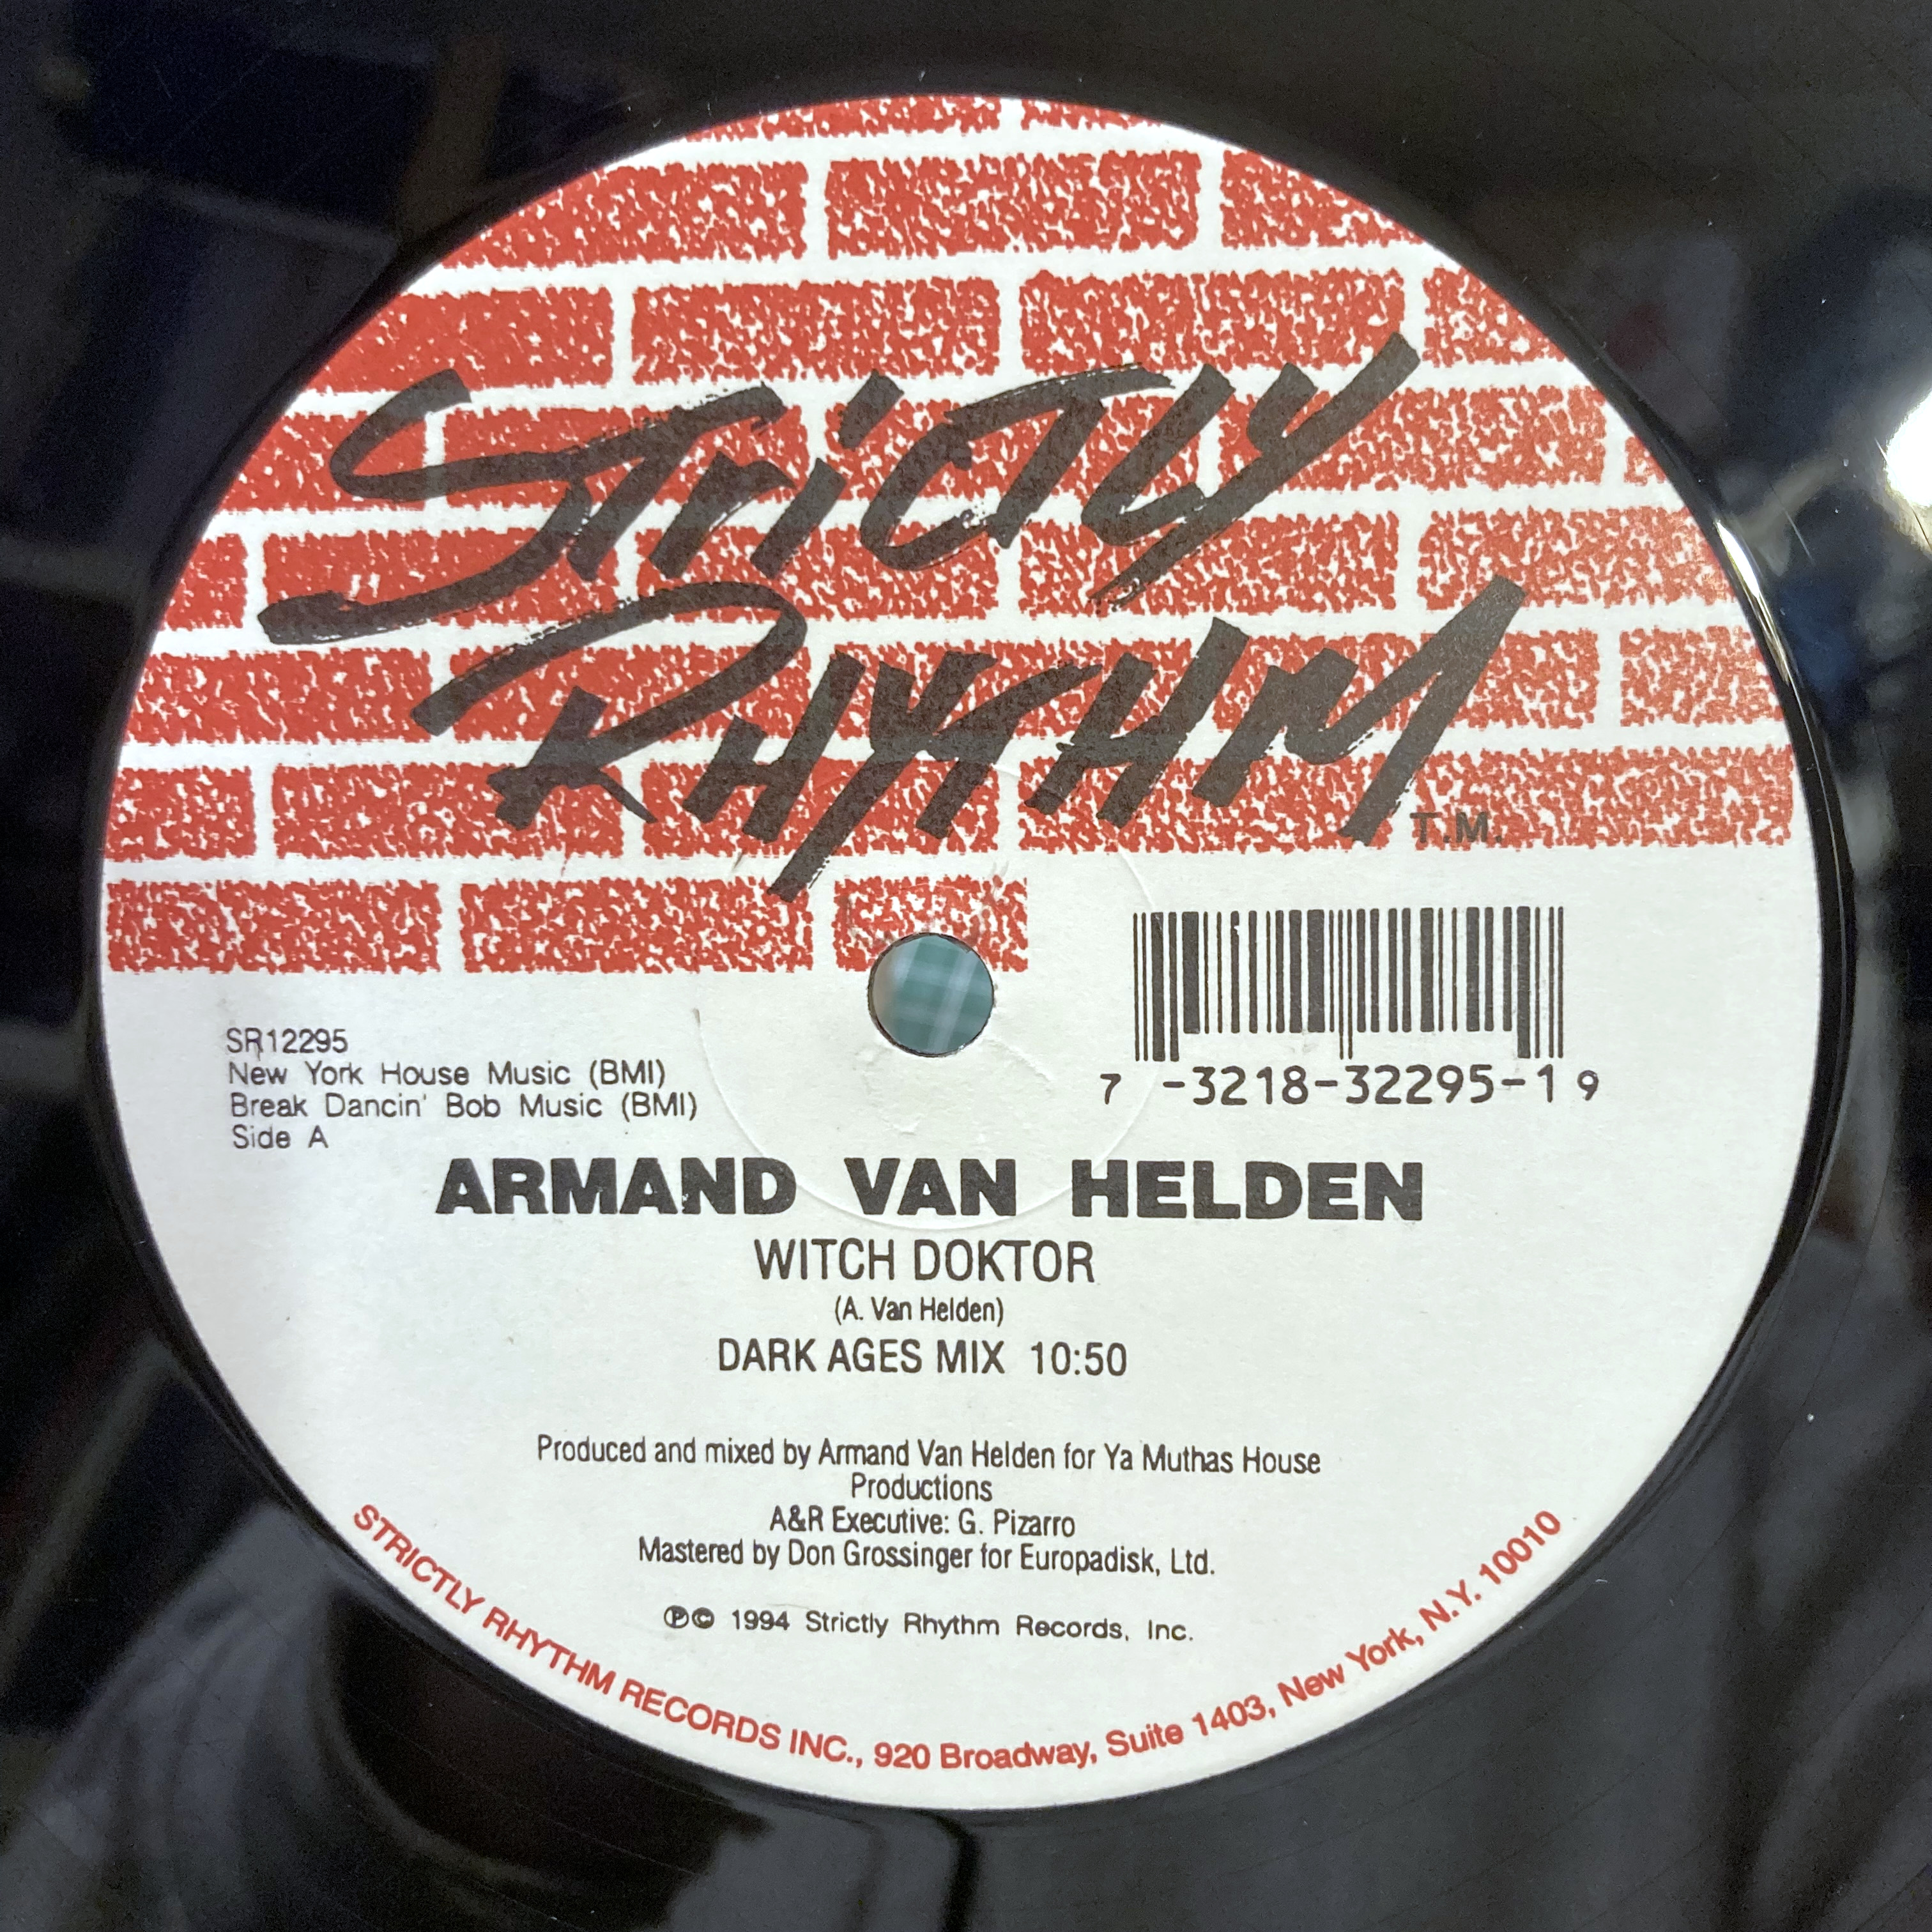 STRICTLY
RHYTHM
T.M.
7 -3218-32295-1 9
SR12295
New York House Music (BMI)
Break Dancin' Bob Music (BMI)
Side A
ARMAND VAN HELDEN
WITCH DOKTOR
(A. Van Helden)
DARK AGES MIX 10:50
Produced and mixed by Armand Van Helden for Ya Muthas House
Productions
A&R Executive: G. Pizarro
Mastered by Don Grossinger for Europadisk, Ltd.
℗© 1994 Strictly Rhythm Records, Inc.
STRICTLY RHYTHM RECORDS INC., 920 Broadway, Suite 1403, New York, N.Y. 10010